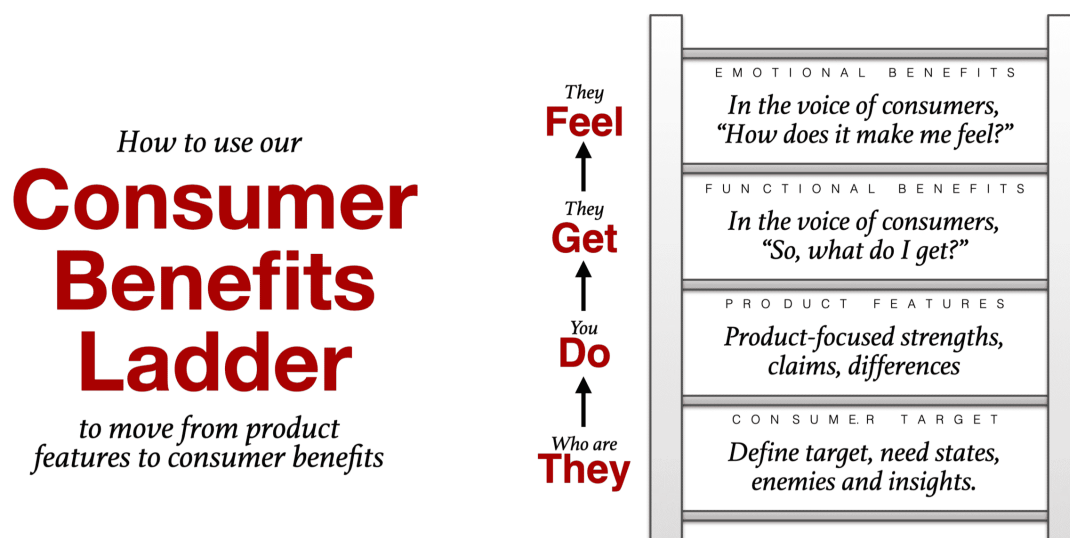 How to use our
Consumer
Benefits
Ladder
to move from product
features to consumer benefits
They
Feel
They
Get
You
Do
Who are
They
EMOTIONAL BENEFITS
In the voice of consumers,
“How does it make me feel?”
FUNCTIONAL BENEFITS
In the voice of consumers,
“So, what do I get?”
PRODUCT FEATURES
Product-focused strengths,
claims, differences
CONSUME.R TARGET
Define target, need states,
enemies and insights.